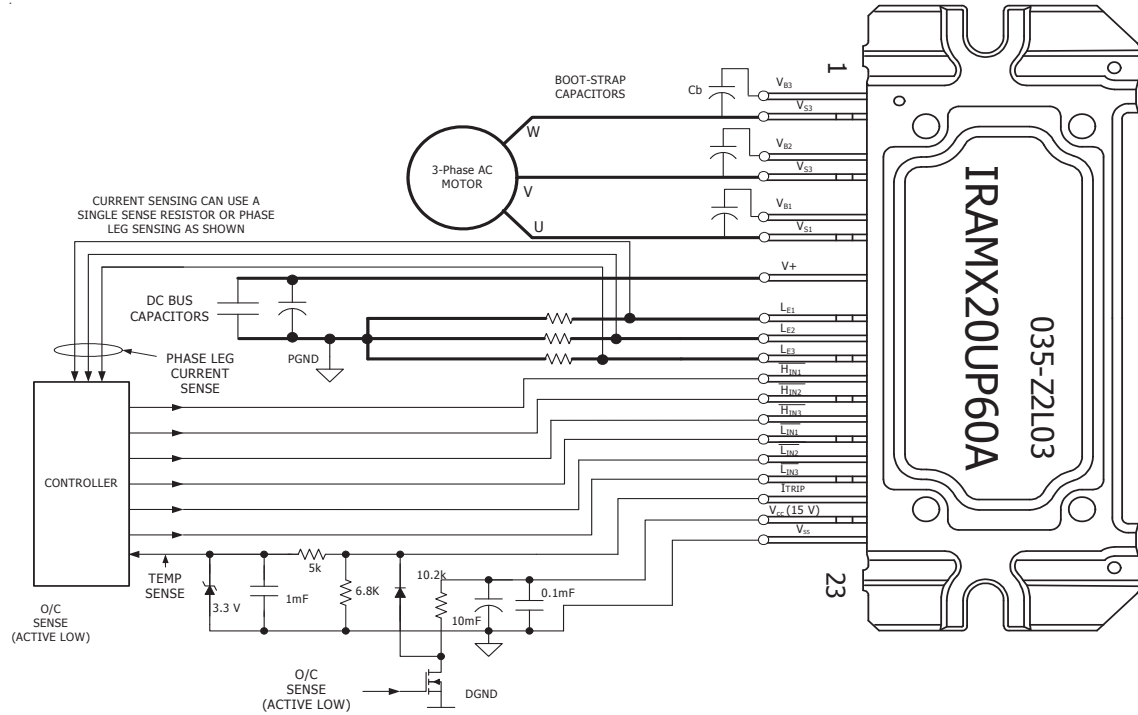 1
BOOT-STRAP
CAPACITORS
Cb
VB3
VS3
W
3-Phase AC
MOTOR
VB2
VS3
V
CURRENT SENSING CAN USE A
SINGLE SENSE RESISTOR OR PHASE
LEG SENSING AS SHOWN
U
VB1
VS1
V+
DC BUS
CAPACITORS
LE1
LE2
LE3
PGND
PHASE LEG
CURRENT
SENSE
HIN1
HIN2
HIN3
LIN1
LIN2
LIN3
ITRIP
VCC (15 V)
VSS
CONTROLLER
IRAMX20UP60A
035-Z2L03
23
TEMP
SENSE
5k
3.3 V
1mF
6.8K
10.2k
10mF
0.1mF
O/C
SENSE
(ACTIVE LOW)
O/C
SENSE
(ACTIVE LOW)
DGND